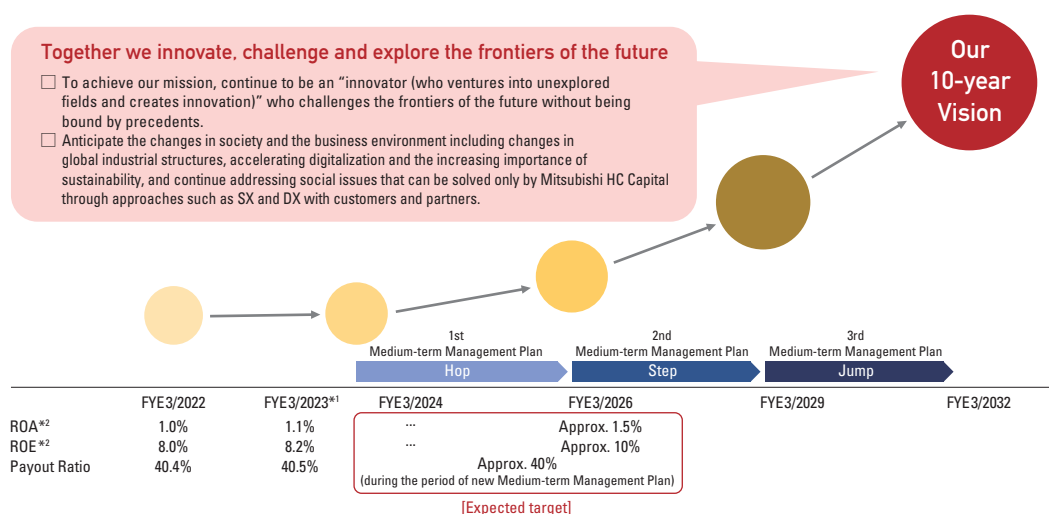 Together we innovate, challenge and explore the frontiers of the future
□ To achieve our mission, continue to be an “innovator (who ventures into unexplored
fields and creates innovation)” who challenges the frontiers of the future without being
bound by precedents.
□ Anticipate the changes in society and the business environment including changes in
global industrial structures, accelerating digitalization and the increasing importance of
sustainability, and continue addressing social issues that can be solved only by Mitsubishi HC Capital
through approaches such as SX and DX with customers and partners.
Our
10-year
Vision
1st
Medium-term Management Plan
Hop
2nd
Medium-term Management Plan
Step
3rd
Medium-term Management Plan
Jump
FYE3/2022 FYE3/2023*1 FYE3/2024 FYE3/2026 FYE3/2029 FYE3/2032
ROA*2 1.0% 1.1% ... Approx. 1.5%
ROE*2 8.0% 8.2% ... Approx. 10%
Payout Ratio 40.4% 40.5% Approx. 40%
(during the period of new Medium-term Management Plan)
[Expected target]